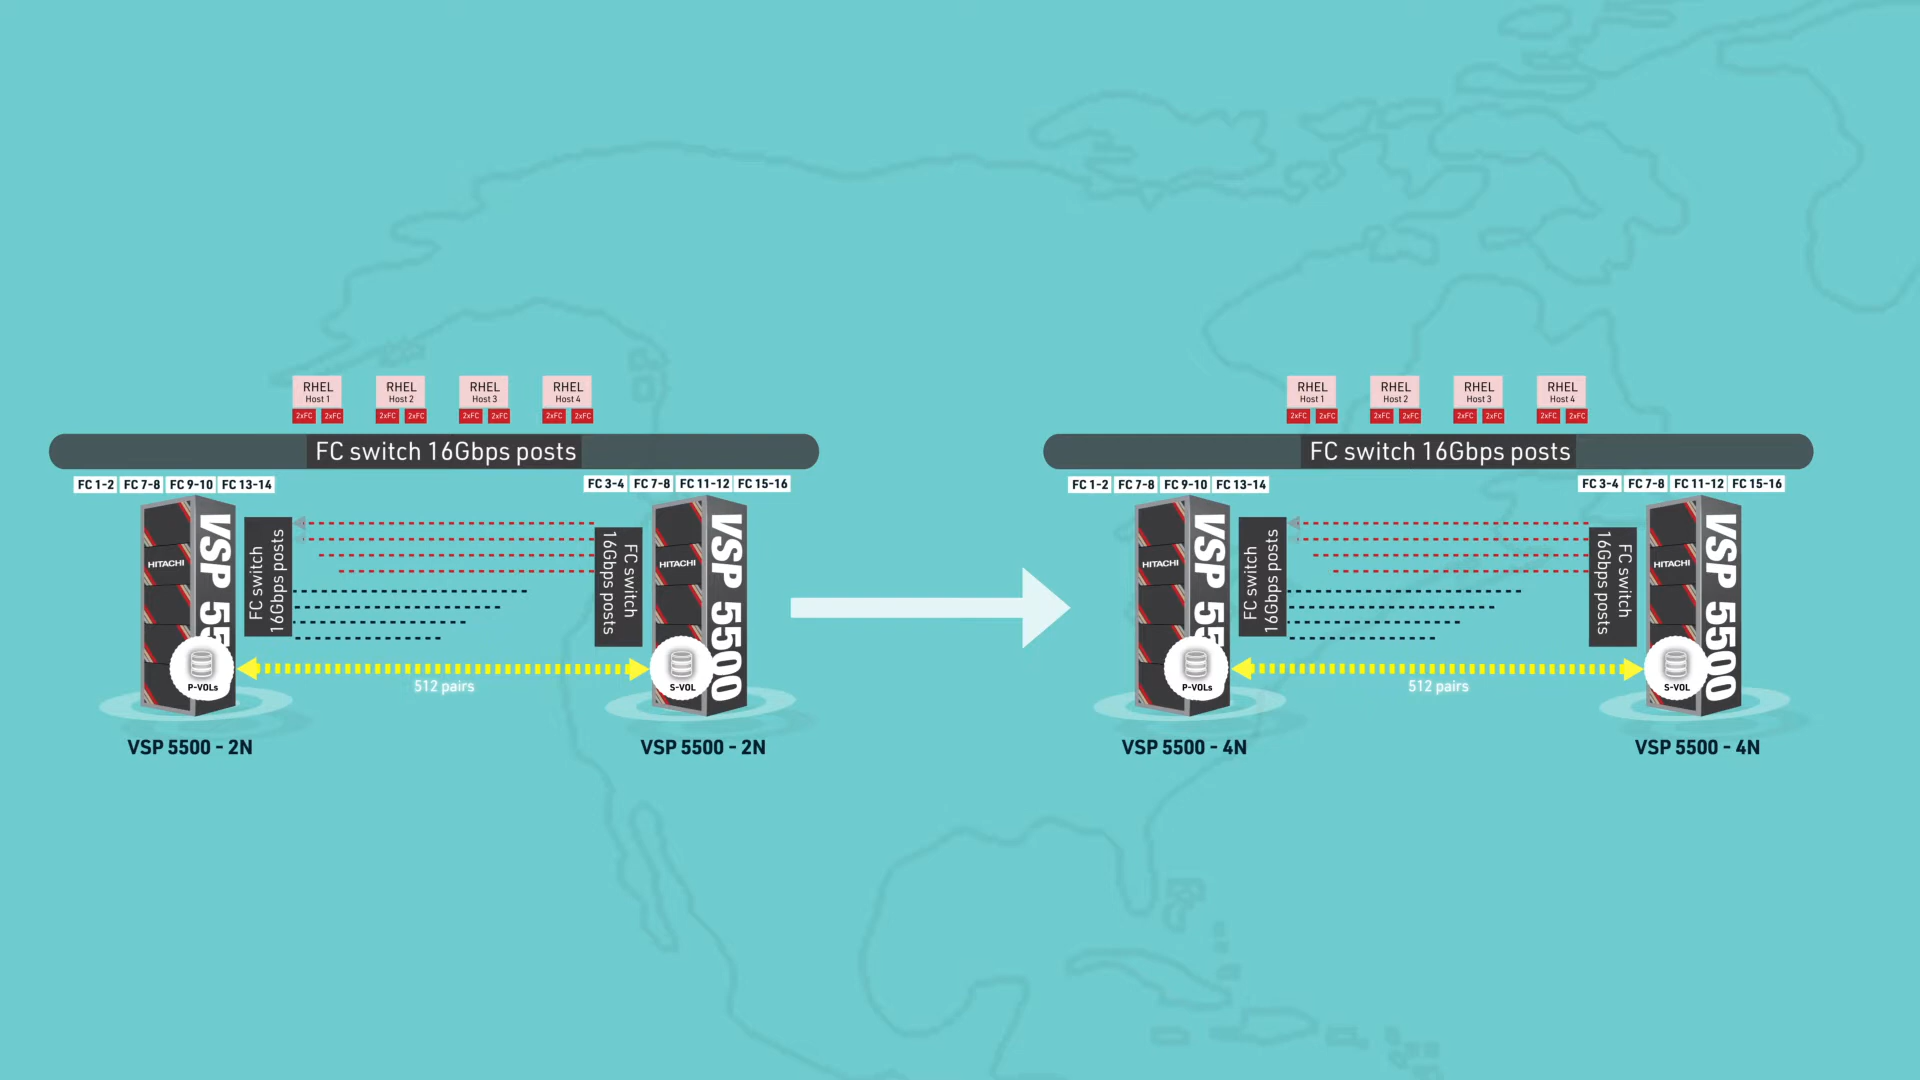 RHEL
Host 1
2xFC 2xFC
RHEL
Host 2
2xFC 2xFC
RHEL
Host 3
2xFC 2xFC
RHEL
Host 4
2xFC 2xFC
FC switch 16Gbps posts
FC 1-2 FC 7-8 FC 9-10 FC 13-14
FC 3-4 FC 7-8 FC 11-12 FC 15-16
HITACHI
VSP 55
FC switch
16Gbps posts
FC switch
16Gbps posts
HITACHI
VSP 5500
P-VOLs
512 pairs
S-VOL
VSP 5500 - 2N
VSP 5500 - 2N
RHEL
Host 1
2xFC 2xFC
RHEL
Host 2
2xFC 2xFC
RHEL
Host 3
2xFC 2xFC
RHEL
Host 4
2xFC 2xFC
FC switch 16Gbps posts
FC 1-2 FC 7-8 FC 9-10 FC 13-14
FC 3-4 FC 7-8 FC 11-12 FC 15-16
HITACHI
VSP 55
FC switch
16Gbps posts
FC switch
16Gbps posts
HITACHI
VSP 5500
P-VOLs
512 pairs
S-VOL
VSP 5500 - 4N
VSP 5500 - 4N